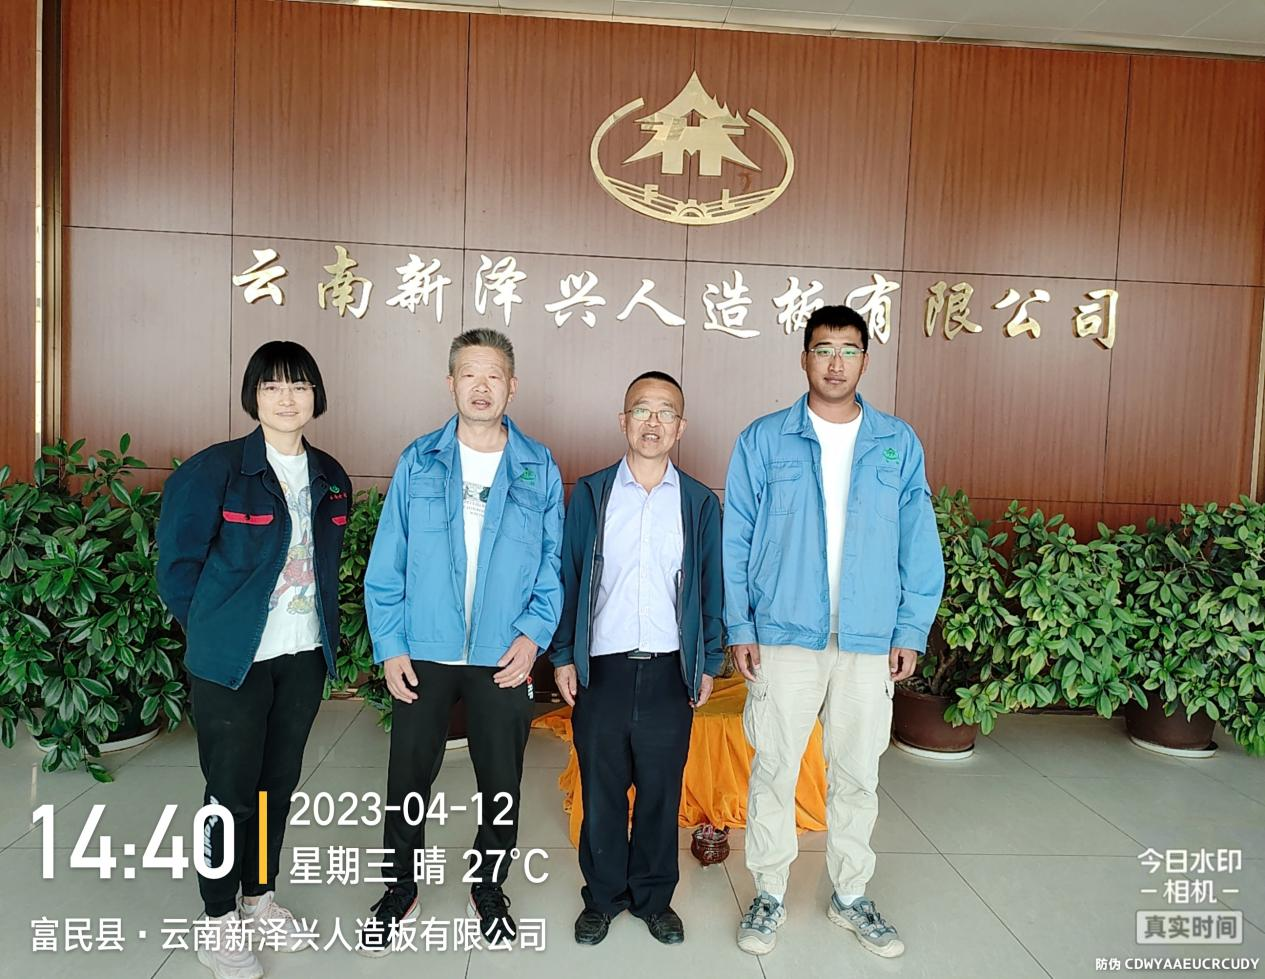 云南新泽兴人造板有限公司
14:40
2023-04-12
星期三 晴 27℃
富民县·云南新泽兴人造板有限公司
今日水印
-相机-
真实时间
防伪 CDWYAAEUCRCUDY